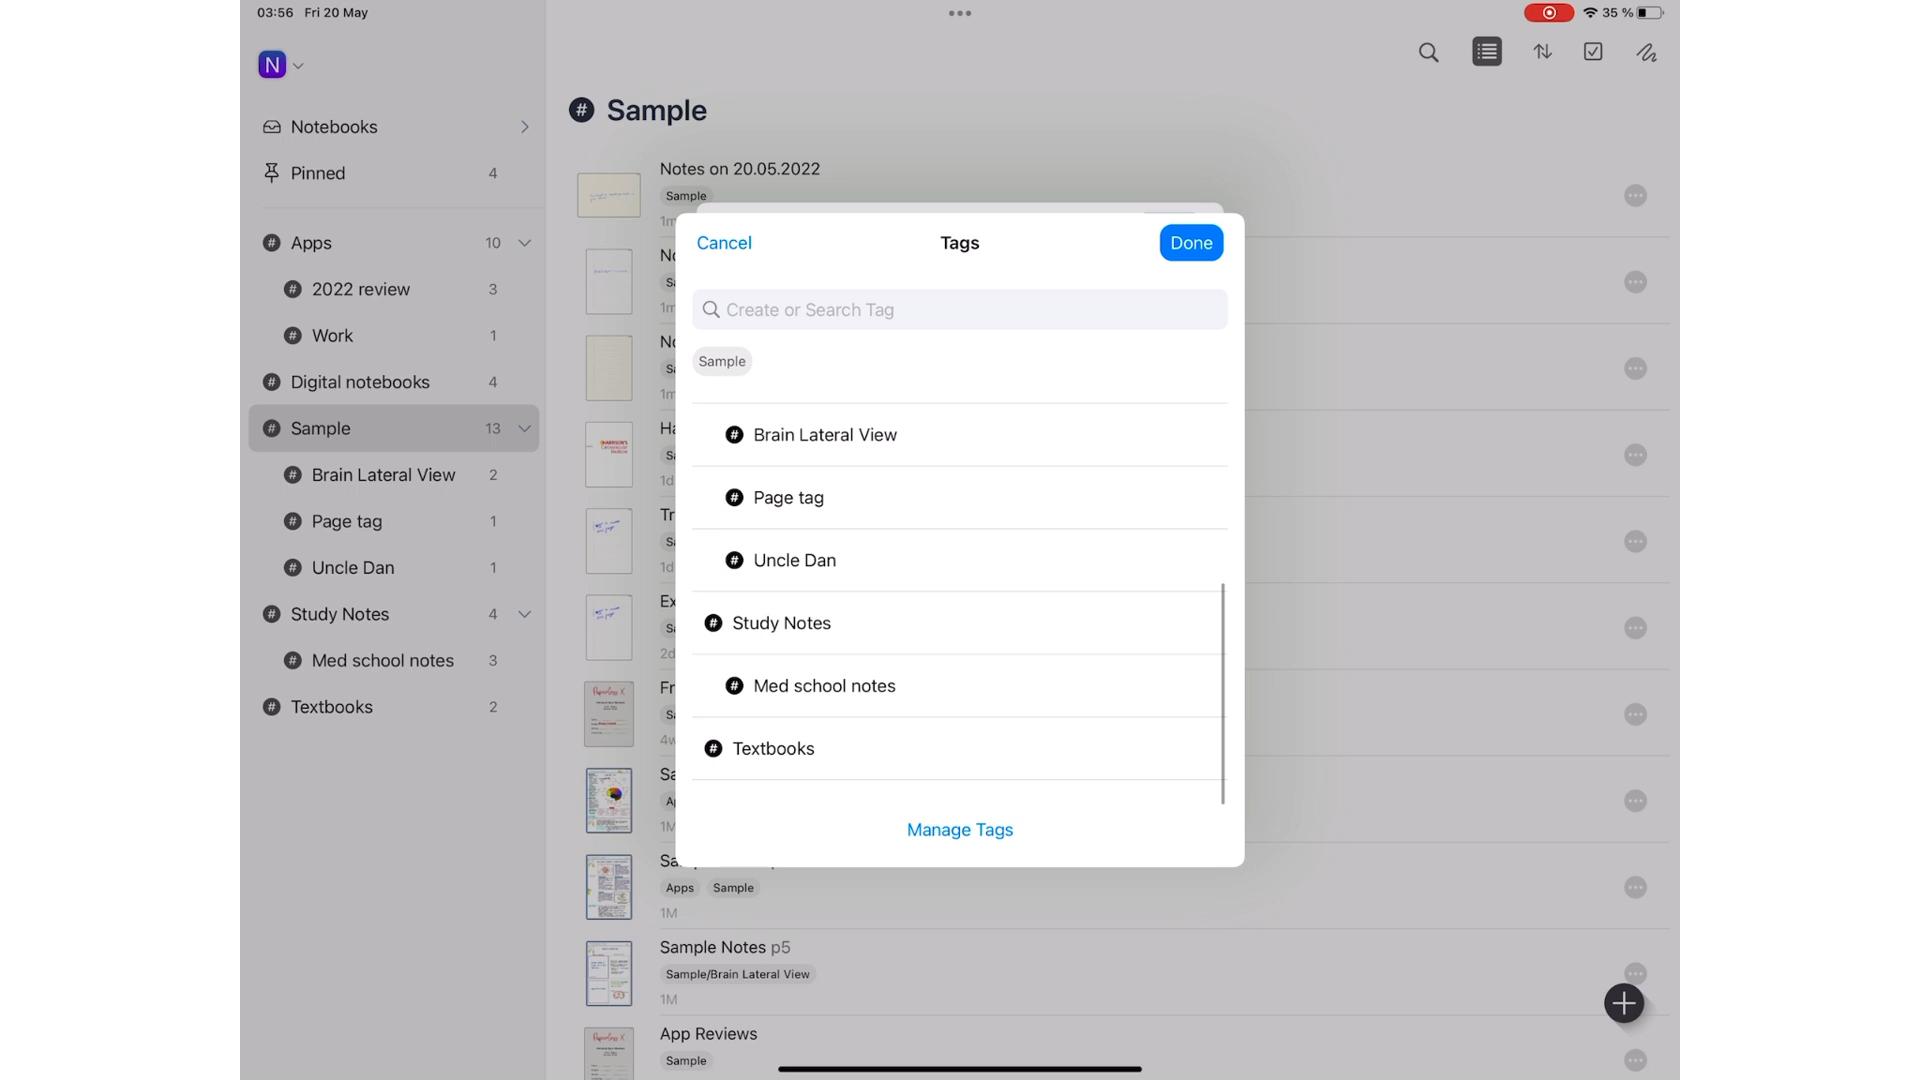 03:56 Fri 20 May
35 %
N
Notebooks
Pinned 4
Apps 10
2022 review 3
Work 1
Digital notebooks 4
Sample 13
Brain Lateral View 2
Page tag 1
Uncle Dan 1
Study Notes 4
Med school notes 3
Textbooks 2
# Sample
Notes on 20.05.2022
Sample
Cancel
Tags
Done
Create or Search Tag
Sample
# Brain Lateral View
# Page tag
# Uncle Dan
# Study Notes
# Med school notes
# Textbooks
Manage Tags
Apps Sample
1M
Sample Notes p5
Sample/Brain Lateral View
1M
App Reviews
Sample